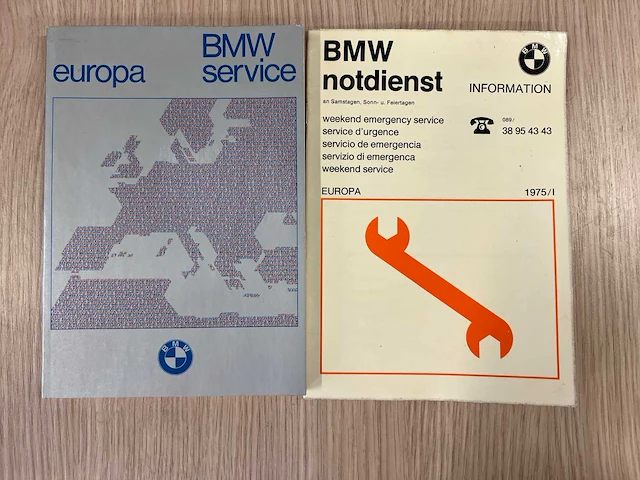 europa
BMW
service
BMW
BMW
notdienst
an Samstagen, Sonn- u. Feiertagen
BMW
INFORMATION
weekend emergency service
service d'urgence
servicio de emergencia
servizio di emergenca
weekend service
089/
38 95 43 43
EUROPA
1975/I